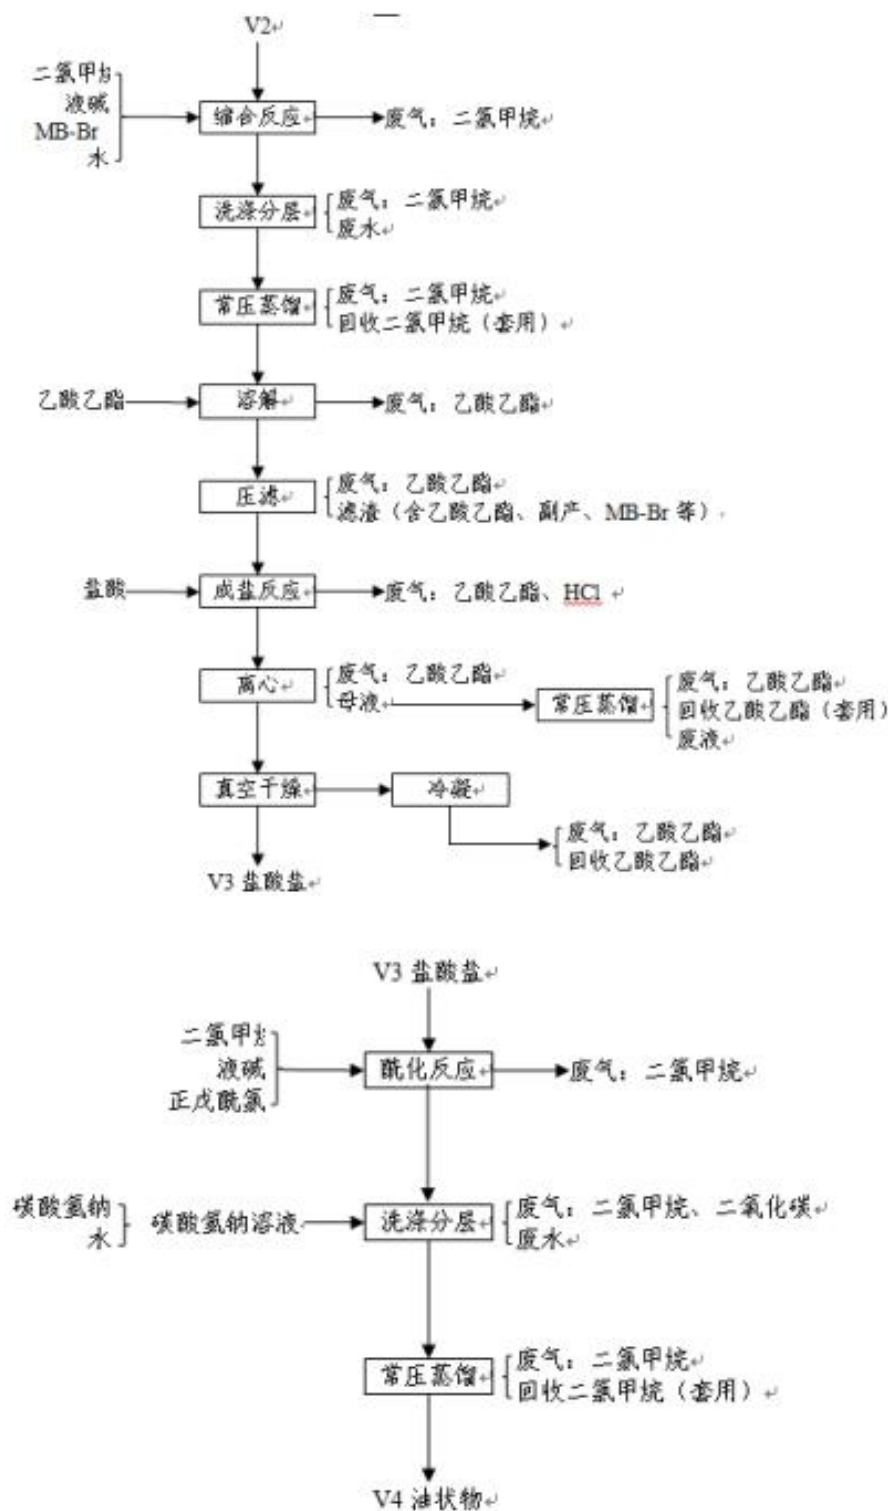 V2
二氯甲
液碱
MB-Br
水
缩合反应
废气：二氯甲烷
洗涤分层
废气：二氯甲烷
废水
常压蒸馏
废气：二氯甲烷
回收二氯甲烷（套用）
乙酸乙酯
溶解
废气：乙酸乙酯
压滤
废气：乙酸乙酯
滤渣（含乙酸乙酯、副产、MB-Br 等）
盐酸
成盐反应
废气：乙酸乙酯、HCl
离心
废气：乙酸乙酯
母液
常压蒸馏
废气：乙酸乙酯
回收乙酸乙酯（套用）
废液
真空干燥
冷凝
废气：乙酸乙酯
回收乙酸乙酯
V3 盐酸盐
V3 盐酸盐
二氯甲
液碱
正戊酰氯
酰化反应
废气：二氯甲烷
碳酸氢钠
水
碳酸氢钠溶液
洗涤分层
废气：二氯甲烷、二氧化碳
废水
常压蒸馏
废气：二氯甲烷
回收二氯甲烷（套用）
V4 油状物